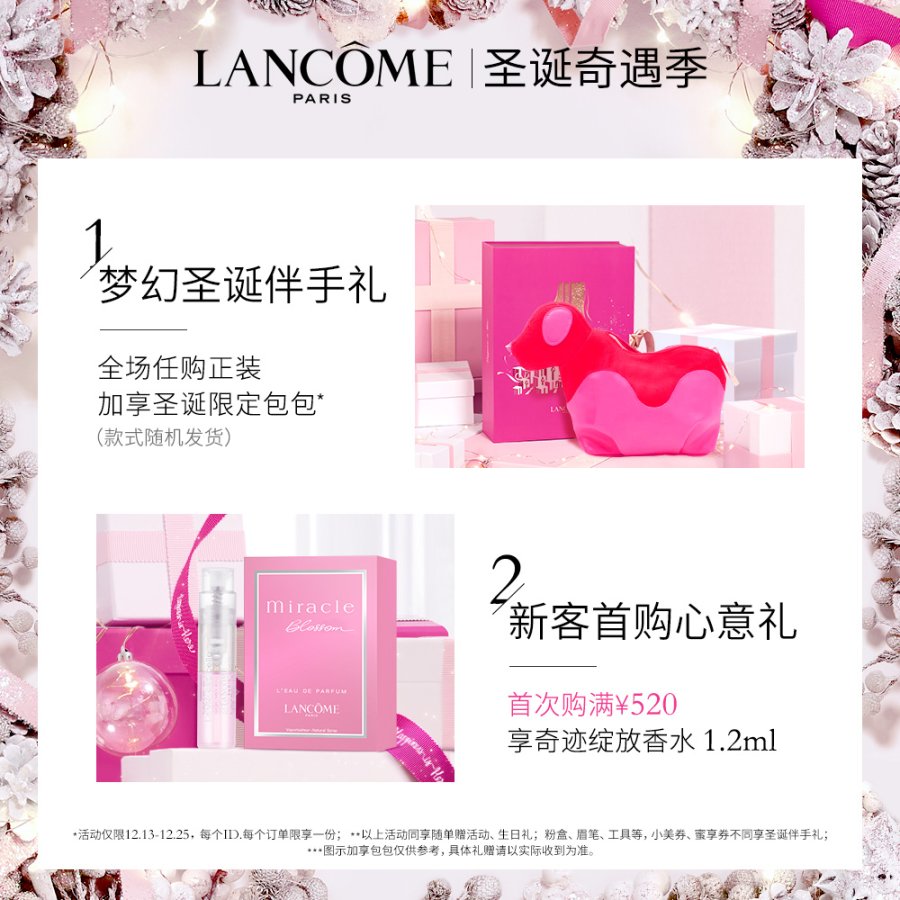 LANCÔME
PARIS
圣诞奇遇季
1
梦幻圣诞伴手礼
全场任购正装
加享圣诞限定包包*
（款式随机发货）
LANC
miracle
Blossom
L'EAU DE PARFUM
LANCÔME
PARIS
Vaporisateur Natural Spray
2
新客首购心意礼
首次购满¥520
享奇迹绽放香水 1.2ml
*活动仅限12.13-12.25，每个ID.每个订单限享一份；**以上活动同享随单赠活动、生日礼；粉盒、眉笔、工具等，小美券、蜜享券不同享圣诞伴手礼；
***图示加享包包仅供参考，具体礼赠请以实际收到为准。